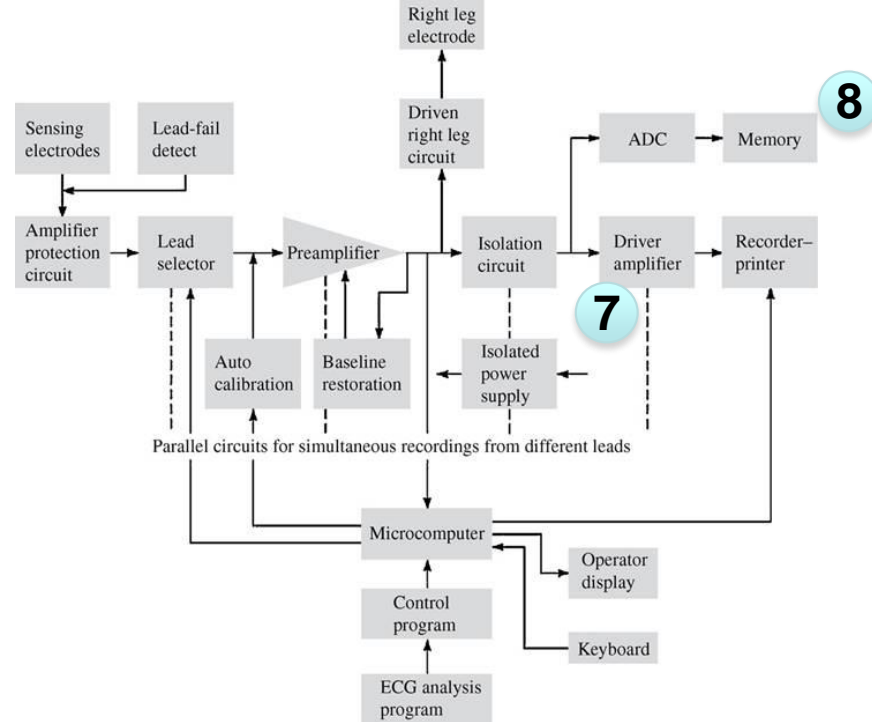 Right leg
electrode
8
Sensing
electrodes
Lead-fail
detect
Driven
right leg
circuit
ADC
Memory
Amplifier
protection
circuit
Lead
selector
Preamplifier
Isolation
circuit
Driver
amplifier
Recorder–
printer
7
Auto
calibration
Baseline
restoration
Isolated
power
supply
Parallel circuits for simultaneous recordings from different leads
Microcomputer
Operator
display
Control
program
Keyboard
ECG analysis
program